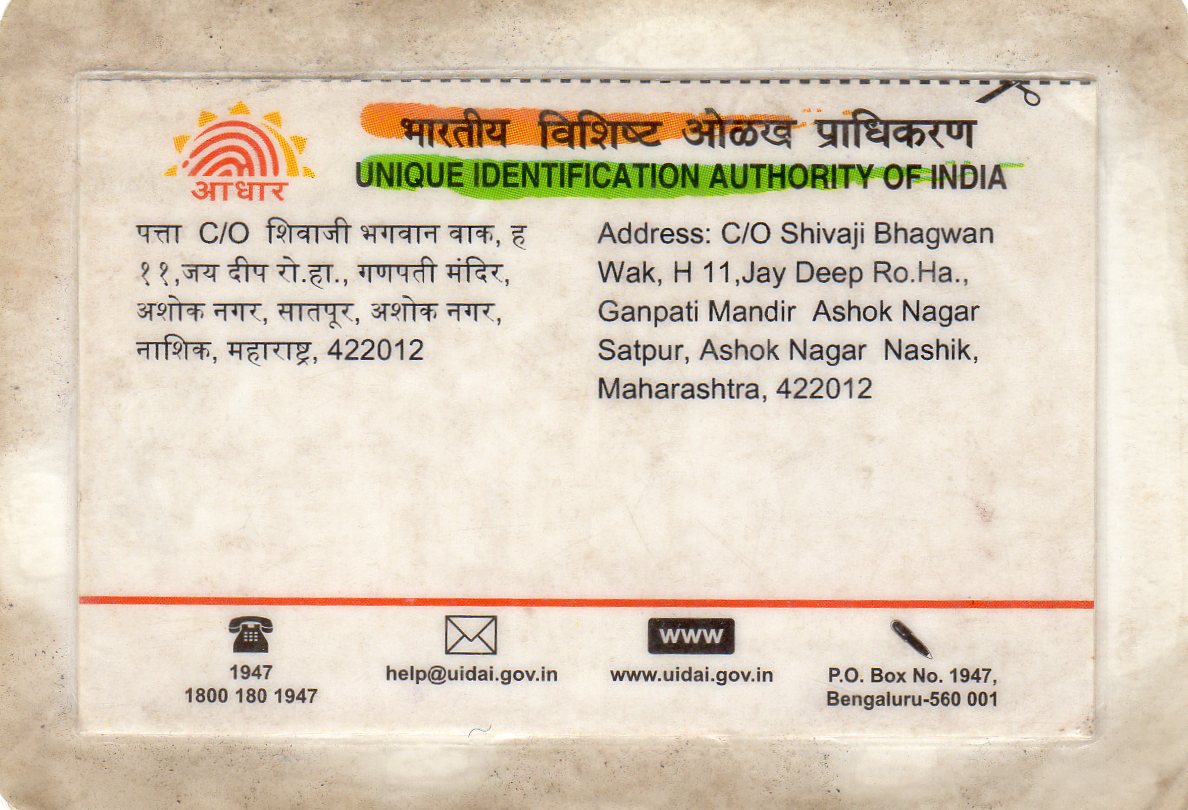 भारतीय विशिष्ट ओळख प्राधिकरण
UNIQUE IDENTIFICATION AUTHORITY OF INDIA
आधार
पत्ता C/O शिवाजी भगवान वाक, ह
११,जय दीप रो.हा., गणपती मंदिर,
अशोक नगर, सातपूर, अशोक नगर,
नाशिक, महाराष्ट्र, 422012
Address: C/O Shivaji Bhagwan
Wak, H 11,Jay Deep Ro.Ha.,
Ganpati Mandir Ashok Nagar
Satpur, Ashok Nagar Nashik,
Maharashtra, 422012
1947
1800 180 1947
help@uidai.gov.in
www
www.uidai.gov.in
P.O. Box No. 1947,
Bengaluru-560 001